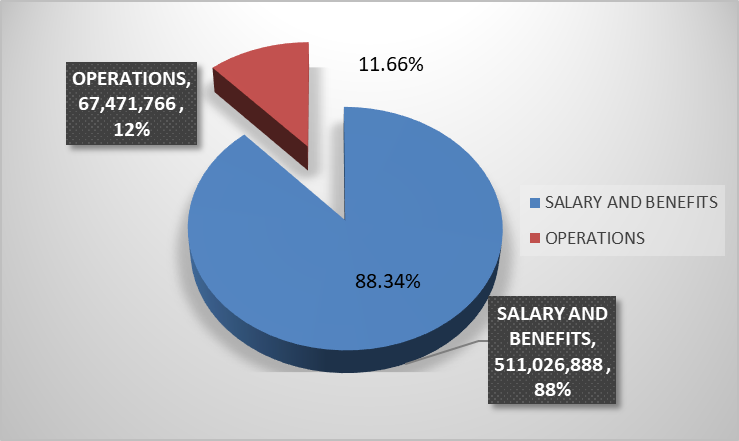 OPERATIONS,
67,471,766 ,
12%
11.66%
SALARY AND BENEFITS
OPERATIONS
88.34%
SALARY AND
BENEFITS,
511,026,888 ,
88%